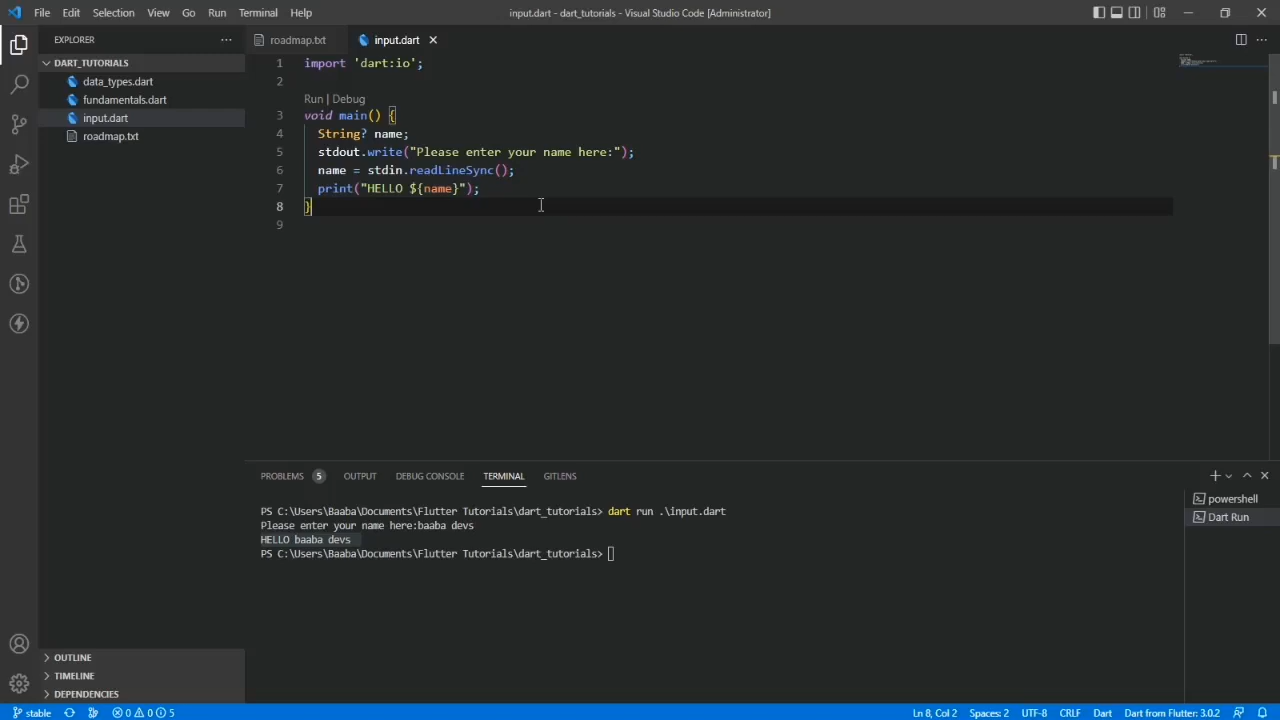 File Edit Selection View Go Run Terminal Help
input.dart - dart_tutorials - Visual Studio Code [Administrator]
EXPLORER
DART_TUTORIALS
data_types.dart
fundamentals.dart
input.dart
roadmap.txt
OUTLINE
TIMELINE
DEPENDENCIES
roadmap.txt input.dart
1 import 'dart:io';
2
Run | Debug
3 void main() {
4 String? name;
5 stdout.write("Please enter your name here:");
6 name = stdin.readLineSync();
7 print("HELLO ${name}");
8 }
9
PROBLEMS 5 OUTPUT DEBUG CONSOLE TERMINAL GITLENS
PS C:\Users\Baaba\Documents\Flutter Tutorials\dart_tutorials> dart run .\input.dart
Please enter your name here:baaba devs
HELLO baaba devs
PS C:\Users\Baaba\Documents\Flutter Tutorials\dart_tutorials>
powershell
Dart Run
stable 0 0 5 Ln 8, Col 2 Spaces: 2 UTF-8 CRLF Dart Dart from Flutter: 3.0.2